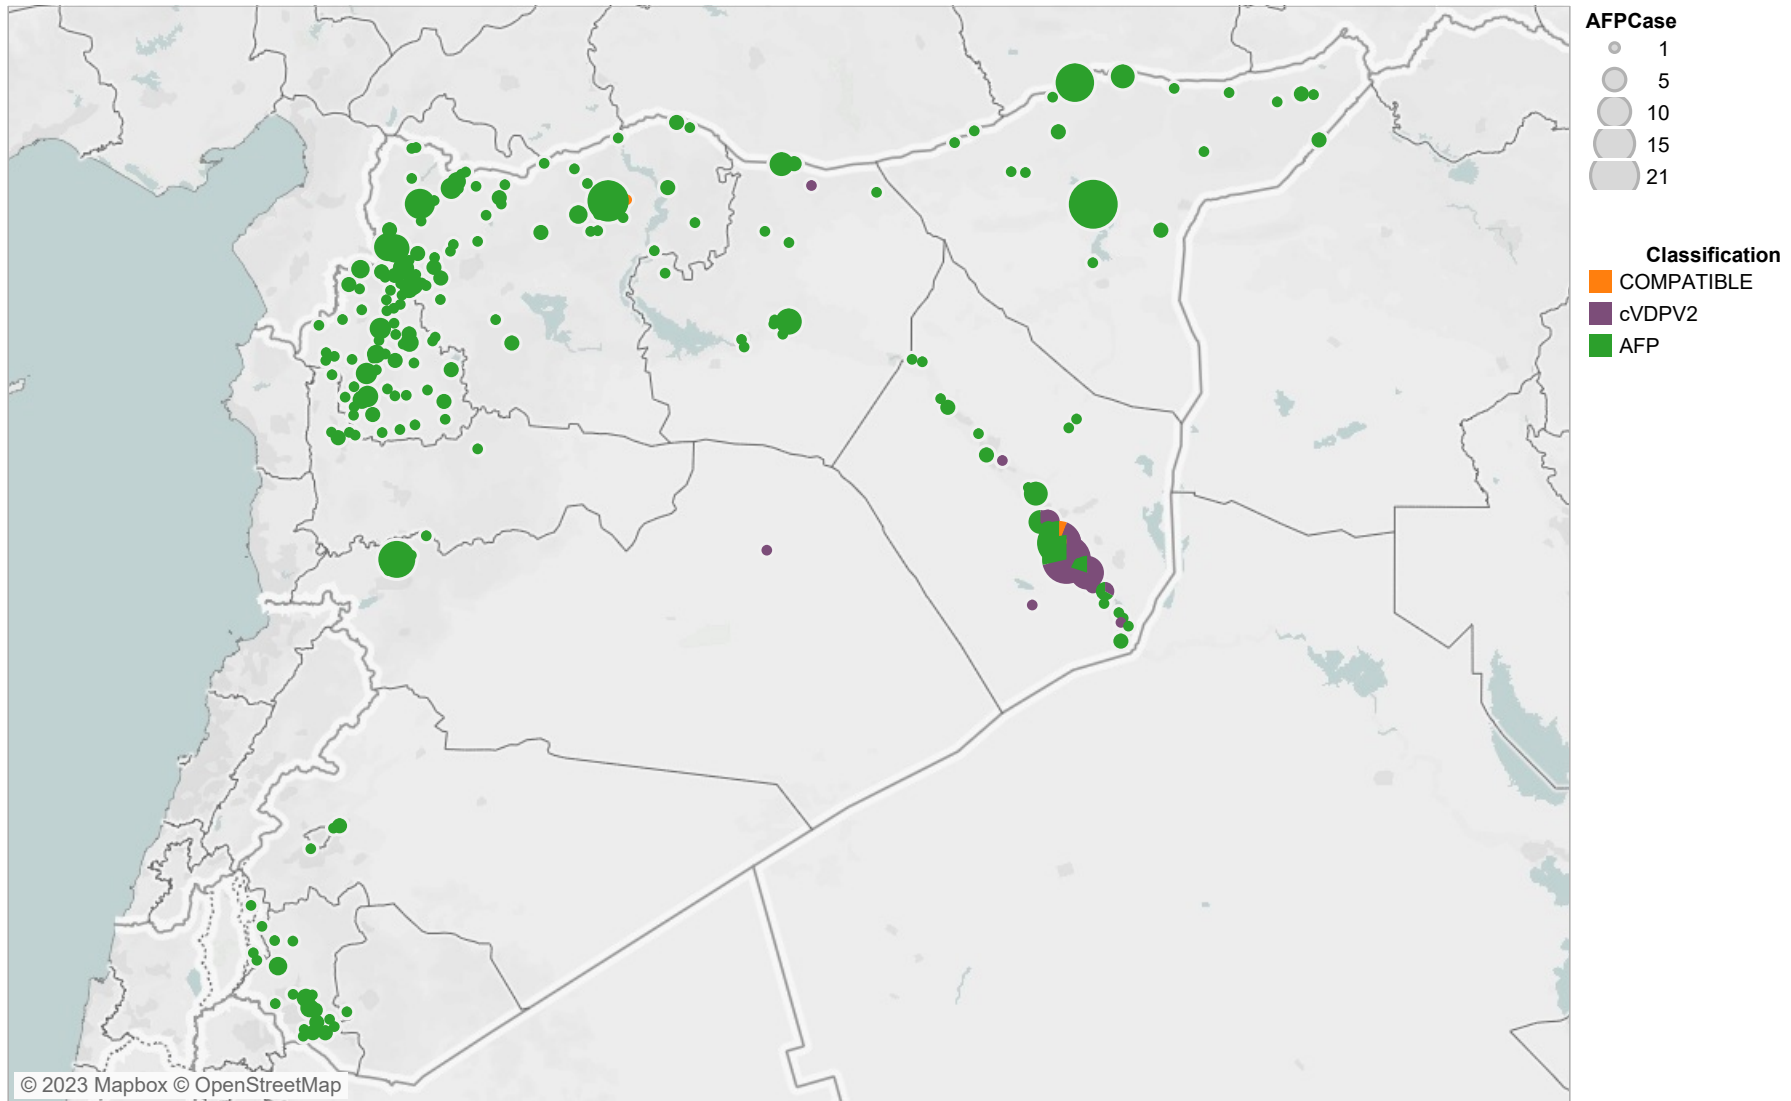 AFPCase
1
5
10
15
21
Classification
COMPATIBLE
cVDPV2
AFP
© 2023 Mapbox © OpenStreetMap